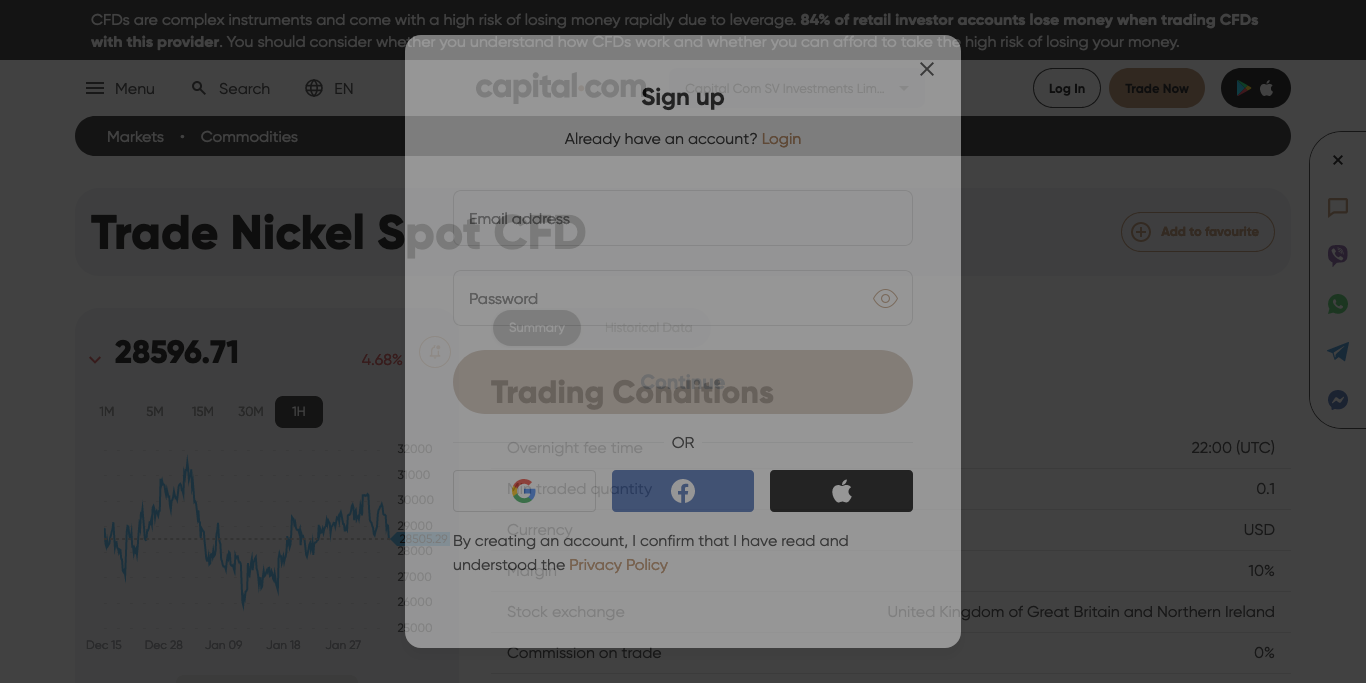 CFDs are complex instruments and come with a high risk of losing money rapidly due to leverage. 84% of retail investor accounts lose money when trading CFDs
with this provider. You should consider whether you understand how CFDs work and whether you can afford to take the high risk of losing your money.
Menu
Search
EN
capital.com
Capital Com SV Investments Lim...
Log In
Trade Now
Sign up
Markets • Commodities
Already have an account? Login
Trade Nickel Spot CFD
Add to favourite
Email address
Password
Summary
Historical Data
28596.71
4.68%
Continue
Trading Conditions
1M 5M 15M 30M 1H
OR
Overnight fee time 22:00 (UTC)
Min traded quantity 0.1
Currency USD
Margin 10%
Stock exchange United Kingdom of Great Britain and Northern Ireland
Commission on trade 0%
By creating an account, I confirm that I have read and
understood the Privacy Policy
32000
31000
30000
29000
28505.29
28000
27000
26000
25000
Dec 15 Dec 28 Jan 09 Jan 18 Jan 27